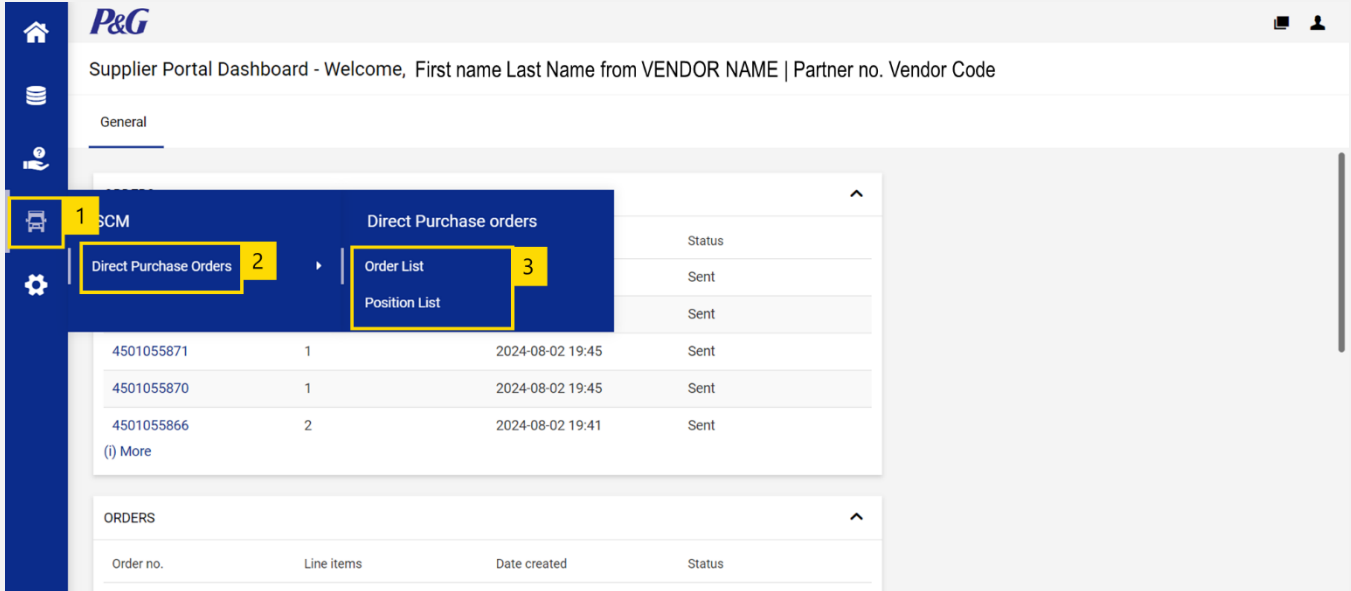 P&G
Supplier Portal Dashboard - Welcome, First name Last Name from VENDOR NAME | Partner no. Vendor Code
General
1 SCM Direct Purchase orders
Status
Direct Purchase Orders 2 Order List 3
Sent
Position List
Sent
4501055871 1 2024-08-02 19:45 Sent
4501055870 1 2024-08-02 19:45 Sent
4501055866 2 2024-08-02 19:41 Sent
(i) More
ORDERS
Order no. Line items Date created Status